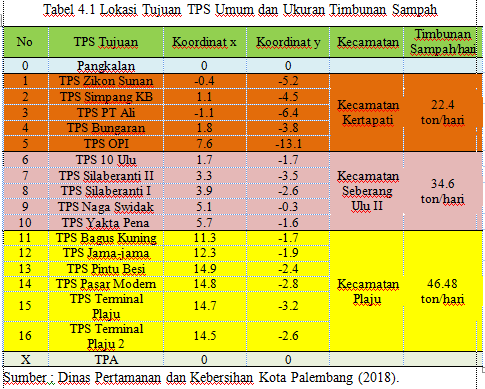 Tabel 4.1 Lokasi Tujuan TPS Umum dan Ukuran Timbunan Sampah
No TPS Tujuan Koordinat x Koordinat y Kecamatan Timbunan Sampah/hari
0 Pangkalan 0 0
1 TPS Zikon Sunan -0.4 -5.2
2 TPS Simpang KB 1.1 -4.5
3 TPS PT Ali -1.1 -6.4
4 TPS Bungaran 1.8 -3.8
5 TPS OPI 7.6 -13.1
Kecamatan Kertapati 22.4 ton/hari
6 TPS 10 Ulu 1.7 -1.7
7 TPS Silaberanti II 3.3 -3.5
8 TPS Silaberanti I 3.9 -2.6
9 TPS Naga Swidak 5.1 -0.3
10 TPS Yakta Pena 5.7 -1.6
Kecamatan Seberang Ulu II 34.6 ton/hari
11 TPS Bagus Kuning 11.3 -1.7
12 TPS Jama-jama 12.3 -1.9
13 TPS Pintu Besi 14.9 -2.4
14 TPS Pasar Modern 14.8 -2.8
15 TPS Terminal Plaju 14.7 -3.2
16 TPS Terminal Plaju 2 14.5 -2.6
Kecamatan Plaju 46.48 ton/hari
X TPA 0 0
Sumber : Dinas Pertamanan dan Kebersihan Kota Palembang (2018).